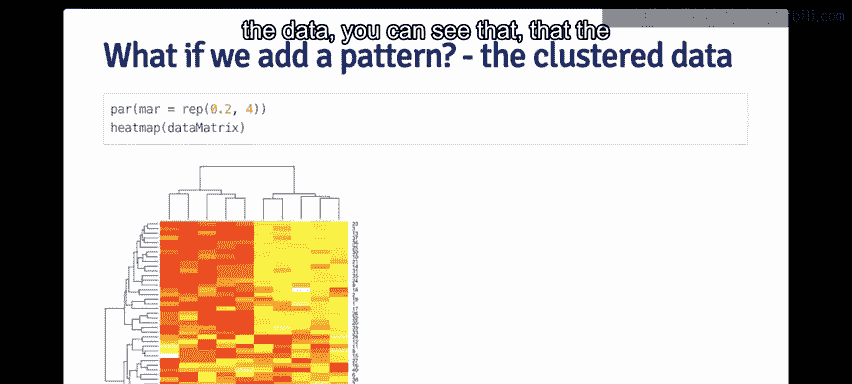 the data, you can see that, that the
What if we add a pattern? - the clustered data
par(mar = rep(0.2, 4))
heatmap(dataMatrix)